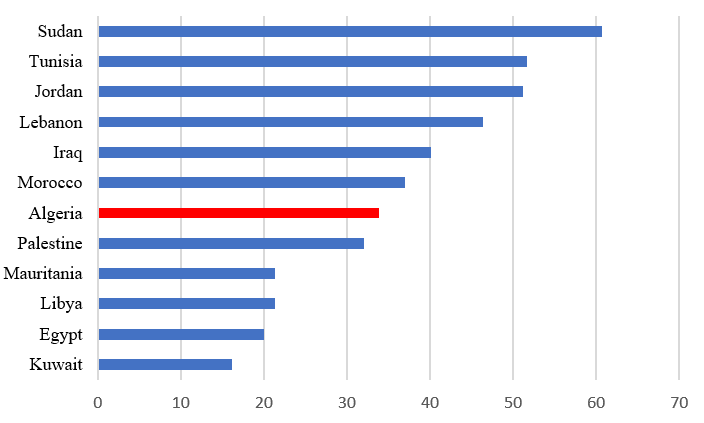 Sudan
Tunisia
Jordan
Lebanon
Iraq
Morocco
Algeria
Palestine
Mauritania
Libya
Egypt
Kuwait
0 10 20 30 40 50 60 70